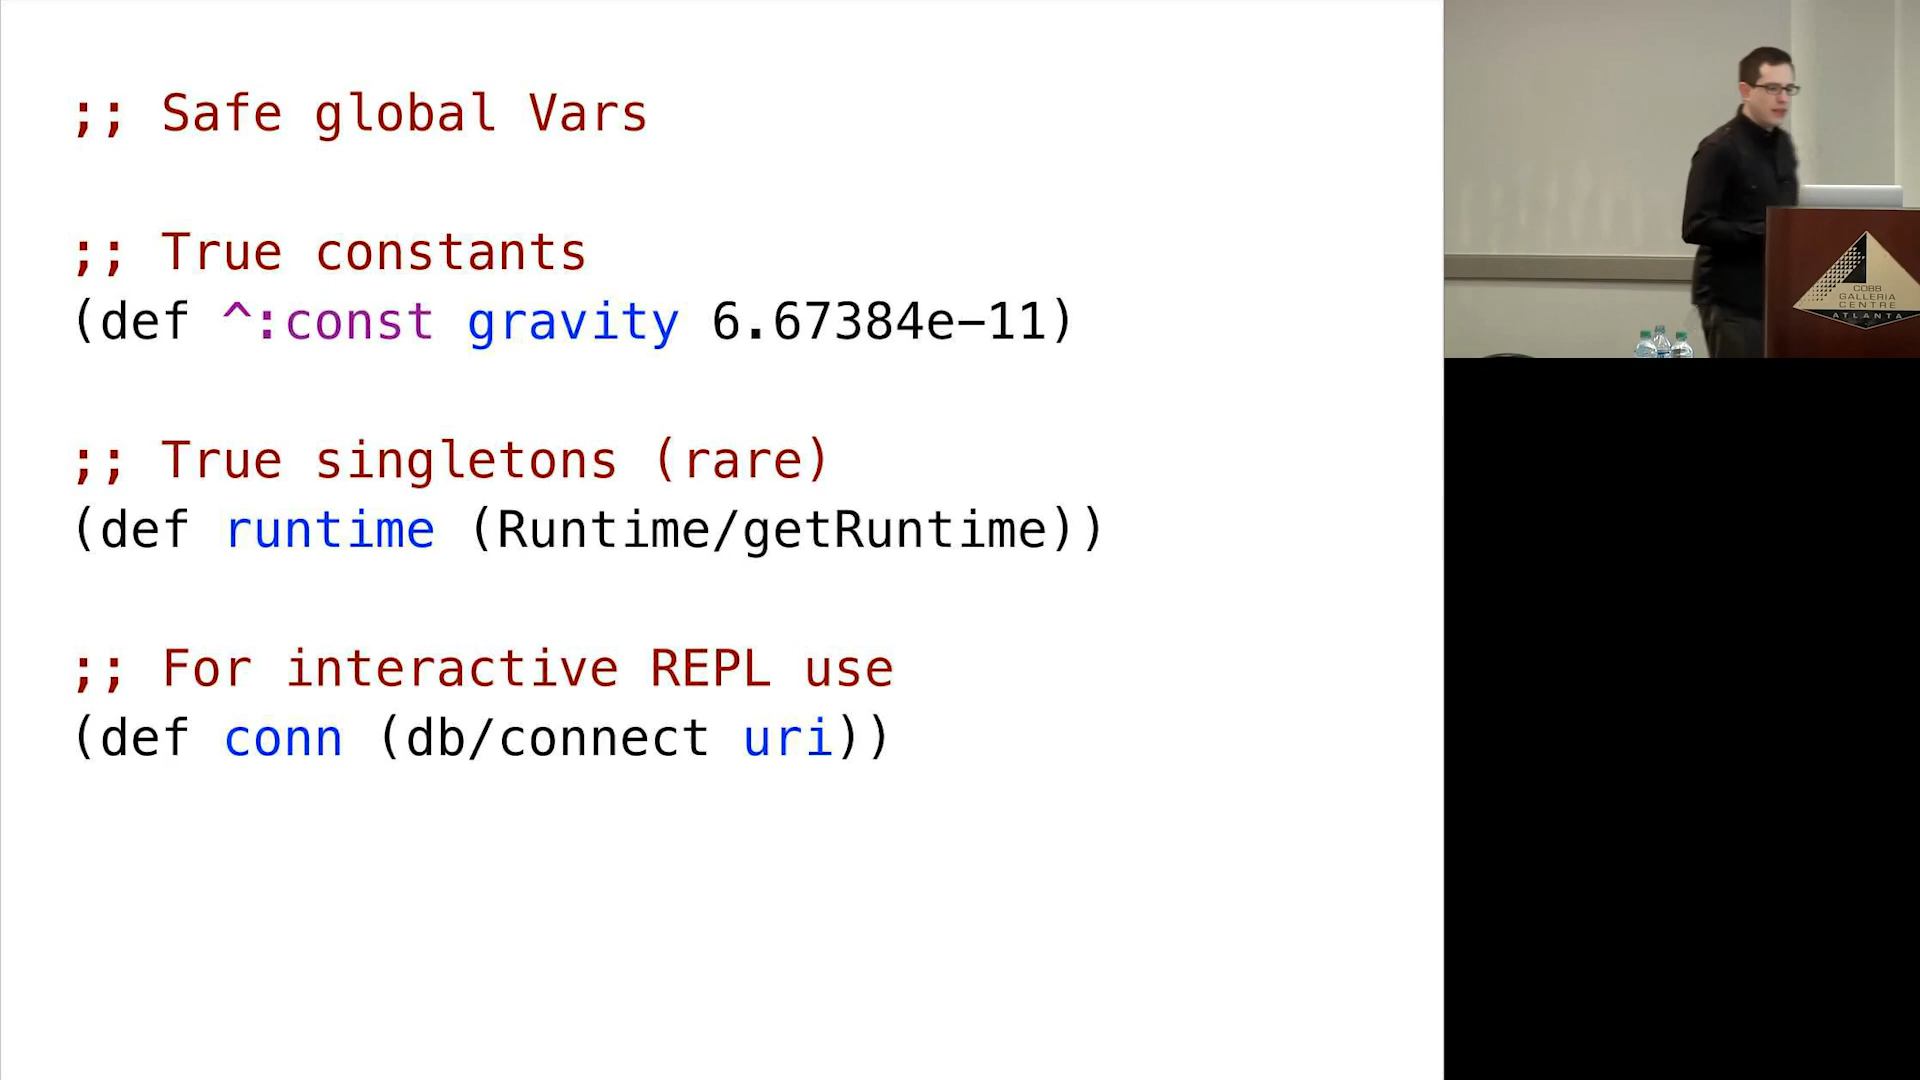 ;; Safe global Vars
;; True constants
(def ^:const gravity 6.67384e−11)
;; True singletons (rare)
(def runtime (Runtime/getRuntime))
;; For interactive REPL use
(def conn (db/connect uri))
COBB
GALLERIA
CENTRE
ATLANTA